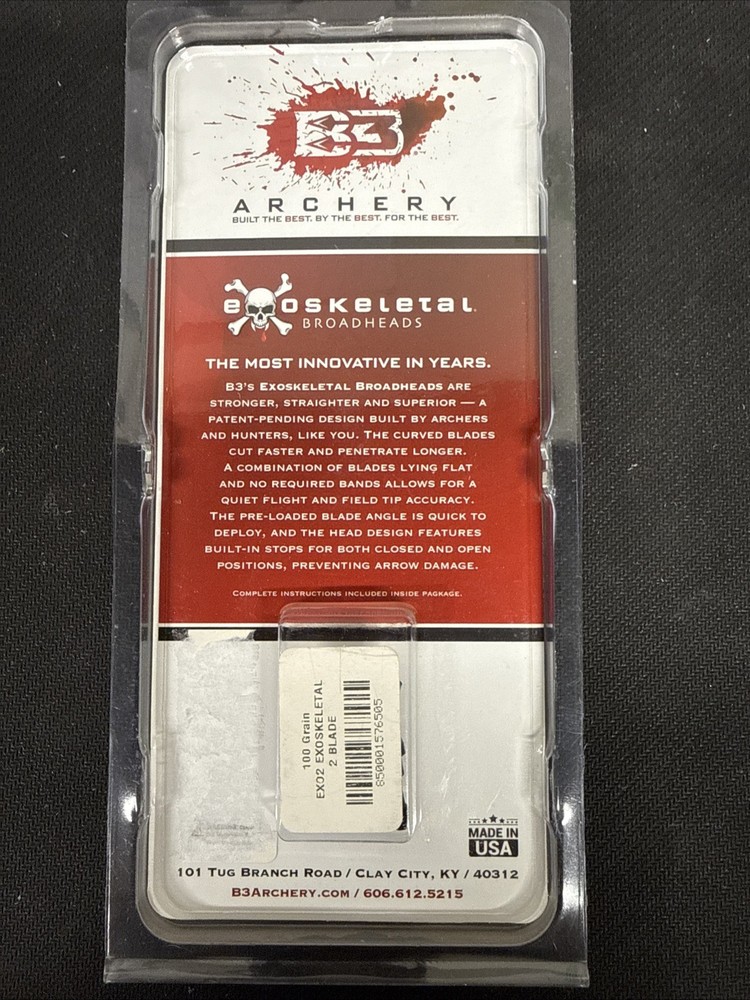 B3
ARCHERY
BUILT THE BEST. BY THE BEST. FOR THE BEST.
exoskeletal
BROADHEADS
THE MOST INNOVATIVE IN YEARS.
B3'S EXOSKELETAL BROADHEADS ARE
STRONGER, STRAIGHTER AND SUPERIOR — A
PATENT-PENDING DESIGN BUILT BY ARCHERS
AND HUNTERS, LIKE YOU. THE CURVED BLADES
CUT FASTER AND PENETRATE LONGER.
A COMBINATION OF BLADES LYING FLAT
AND NO REQUIRED BANDS ALLOWS FOR A
QUIET FLIGHT AND FIELD TIP ACCURACY.
THE PRE-LOADED BLADE ANGLE IS QUICK TO
DEPLOY, AND THE HEAD DESIGN FEATURES
BUILT-IN STOPS FOR BOTH CLOSED AND OPEN
POSITIONS, PREVENTING ARROW DAMAGE.
COMPLETE INSTRUCTIONS INCLUDED INSIDE PACKAGE.
100 Grain
EXO2 EXOSKELETAL
2 BLADE
850001576505
MADE IN
USA
101 TUG BRANCH ROAD / CLAY CITY, KY / 40312
B3ARCHERY.COM / 606.612.5215